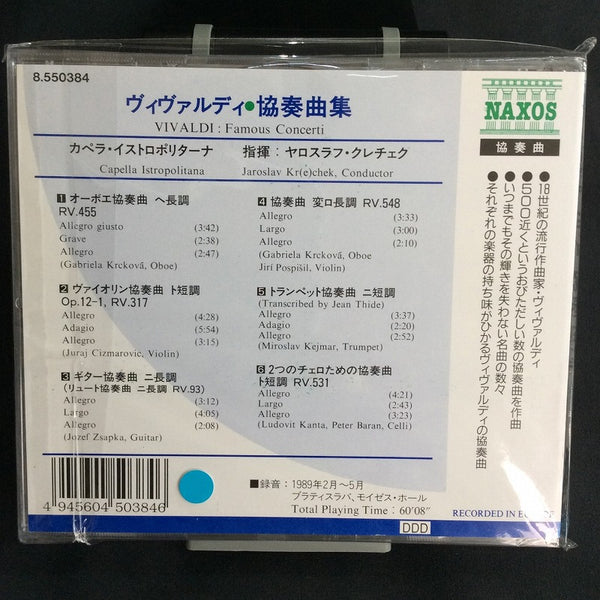 8.550384
ヴィヴァルディ●協奏曲集
VIVALDI : Famous Concerti
カペラ・イストロポリターナ
Capella Istropolitana
指揮：ヤロスラフ・クレチェク
Jaroslav Kr(e)chek, Conductor
1 オーボエ協奏曲 ヘ長調
RV.455
Allegro giusto (3:42)
Grave (2:38)
Allegro (2:47)
(Gabriela Krcková, Oboe)
2 ヴァイオリン協奏曲 ト短調
Op.12-1, RV.317
Allegro (4:28)
Adagio (5:54)
Allegro (3:15)
(Juraj Cizmarovic, Violin)
3 ギター協奏曲 ニ長調
(リュート協奏曲 ニ長調 RV.93)
Allegro (3:12)
Largo (4:05)
Allegro (2:08)
(Jozef Zsapka, Guitar)
4 協奏曲 変ロ長調 RV.548
Allegro (3:33)
Largo (3:00)
Allegro (2:10)
(Gabriela Krcková, Oboe
Jirí Pospísil, Violin)
5 トランペット協奏曲 ニ短調
(Transcribed by Jean Thide)
Allegro (3:37)
Adagio (2:20)
Allegro (2:52)
(Miroslav Kejmar, Trumpet)
6 2つのチェロための協奏曲
ト短調 RV.531
Allegro (4:21)
Largo (2:43)
Allegro (3:23)
(Ludovit Kanta, Peter Baran, Celli)
■録音：1989年2月～5月
ブラティスラバ、モイゼス・ホール
Total Playing Time : 60'08"
DDD
4 945604 503846
NAXOS
協奏曲
●18世紀の流行作曲家・ヴィヴァルディ
●500近くというおびただしい数の協奏曲を作曲
●いつまでもその輝きを失わない名曲の数々
●それぞれの楽器の持ち味がひかるヴィヴァルディの協奏曲
RECORDED IN EUROPE